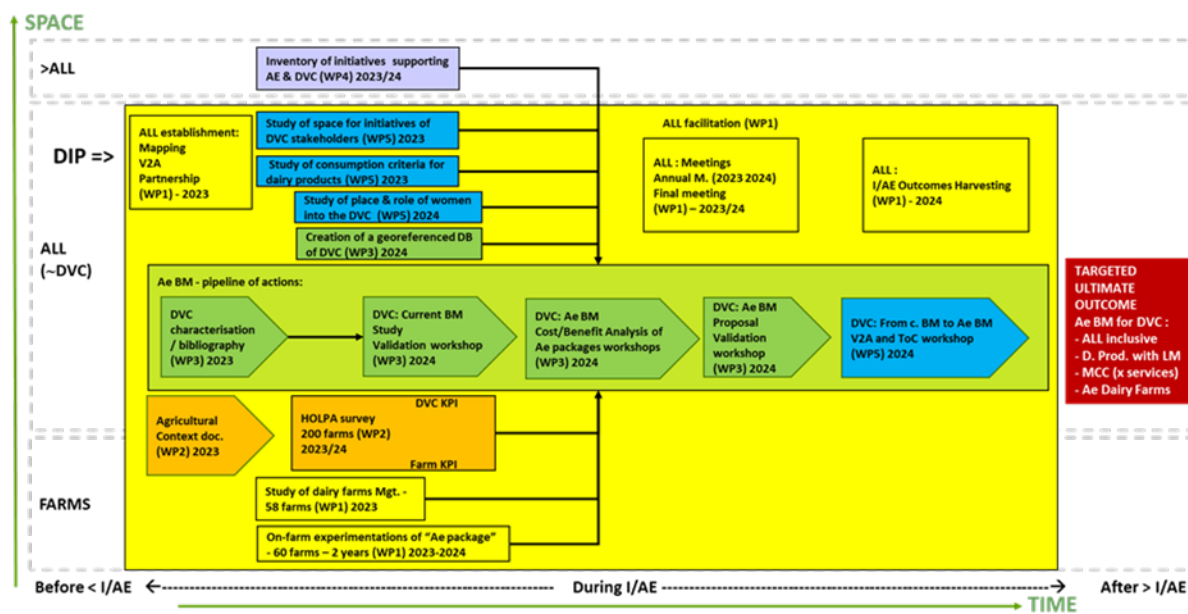 SPACE
>ALL
Inventory of initiatives supporting
AE & DVC (WP4) 2023/24
DIP =>
ALL establishment:
Mapping
V2A
Partnership
(WP1) - 2023
Study of space for initiatives of
DVC stakeholders (WP5) 2023
Study of consumption criteria for
dairy products (WP5) 2023
Study of place & role of women
into the DVC (WP5) 2024
Creation of a georeferenced DB
of DVC (WP3) 2024
ALL facilitation (WP1)
ALL : Meetings
Annual M. (2023 2024)
Final meeting
(WP1) – 2023/24
ALL :
I/AE Outcomes Harvesting
(WP1) - 2024
ALL
(~DVC)
Ae BM - pipeline of actions:
DVC
characterisation
/ bibliography
(WP3) 2023
DVC: Current BM
Study
Validation workshop
(WP3) 2024
DVC: Ae BM
Cost/Benefit Analysis of
Ae packages workshops
(WP3) 2024
DVC: Ae BM
Proposal
Validation
workshop
(WP3) 2024
DVC: From c. BM to Ae BM
V2A and ToC workshop
(WP5) 2024
TARGETED
ULTIMATE
OUTCOME
Ae BM for DVC :
- ALL inclusive
- D. Prod. with LM
- MCC (x services)
- Ae Dairy Farms
Agricultural
Context doc.
(WP2) 2023
DVC KPI
HOLPA survey
200 farms (WP2)
2023/24
Farm KPI
FARMS
Study of dairy farms Mgt. -
58 farms (WP1) 2023
On-farm experimentations of “Ae package”
- 60 farms – 2 years (WP1) 2023-2024
Before < I/AE
During I/AE
After > I/AE
TIME